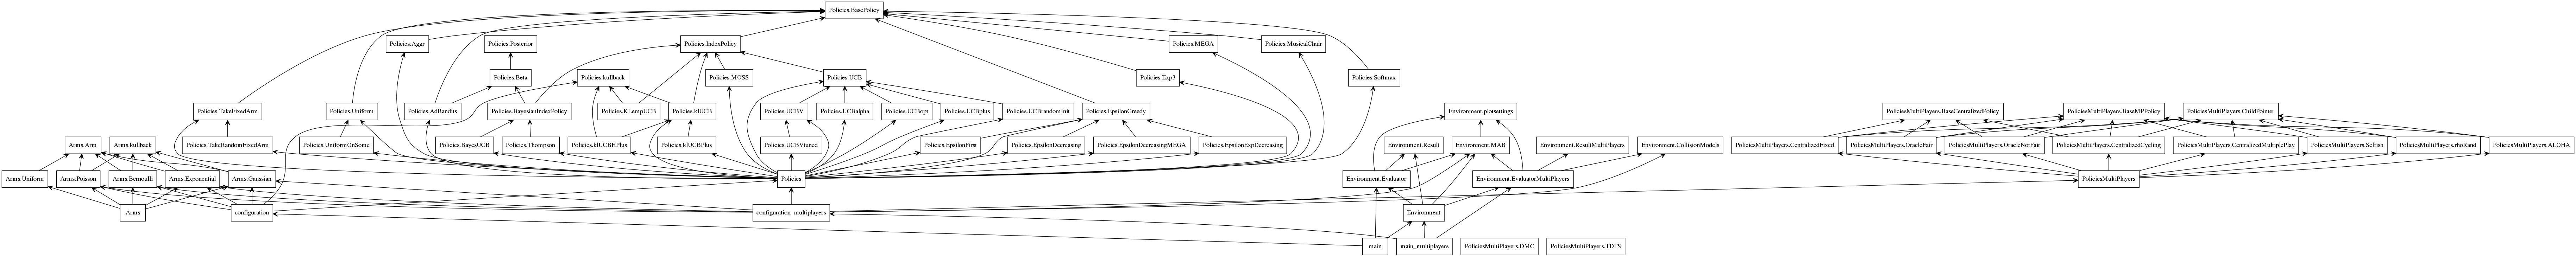 Policies.BasePolicy
Policies.Aggr
Policies.Posterior
Policies.IndexPolicy
Policies.MEGA
Policies.MusicalChair
Policies.Beta
Policies.kullback
Policies.MOSS
Policies.UCB
Policies.Exp3
Policies.Softmax
Policies.TakeFixedArm
Policies.Uniform
Policies.AdBandits
Policies.BayesianIndexPolicy
Policies.KLempUCB
Policies.klUCB
Policies.UCBV
Policies.UCBalpha
Policies.UCBopt
Policies.UCBplus
Policies.UCBrandomInit
Policies.EpsilonGreedy
Environment.plotsettings
PoliciesMultiPlayers.BaseCentralizedPolicy
PoliciesMultiPlayers.BaseMPPolicy
PoliciesMultiPlayers.ChildPointer
Arms.Arm
Arms.kullback
Policies.TakeRandomFixedArm
Policies.UniformOnSome
Policies.BayesUCB
Policies.Thompson
Policies.klUCBHPlus
Policies.klUCBPlus
Policies.UCBVtuned
Policies.EpsilonFirst
Policies.EpsilonDecreasing
Policies.EpsilonDecreasingMEGA
Policies.EpsilonExpDecreasing
Environment.Result
Environment.MAB
Environment.ResultMultiPlayers
Environment.CollisionModels
PoliciesMultiPlayers.CentralizedFixed
PoliciesMultiPlayers.OracleFair
PoliciesMultiPlayers.OracleNotFair
PoliciesMultiPlayers.CentralizedCycling
PoliciesMultiPlayers.CentralizedMultiplePlay
PoliciesMultiPlayers.Selfish
PoliciesMultiPlayers.rhoRand
PoliciesMultiPlayers.ALOHA
Arms.Uniform
Arms.Poisson
Arms.Bernoulli
Arms.Exponential
Arms.Gaussian
Policies
Environment.Evaluator
Environment.EvaluatorMultiPlayers
PoliciesMultiPlayers
Arms
configuration
configuration_multiplayers
Environment
main
main_multiplayers
PoliciesMultiPlayers.DMC
PoliciesMultiPlayers.TDFS